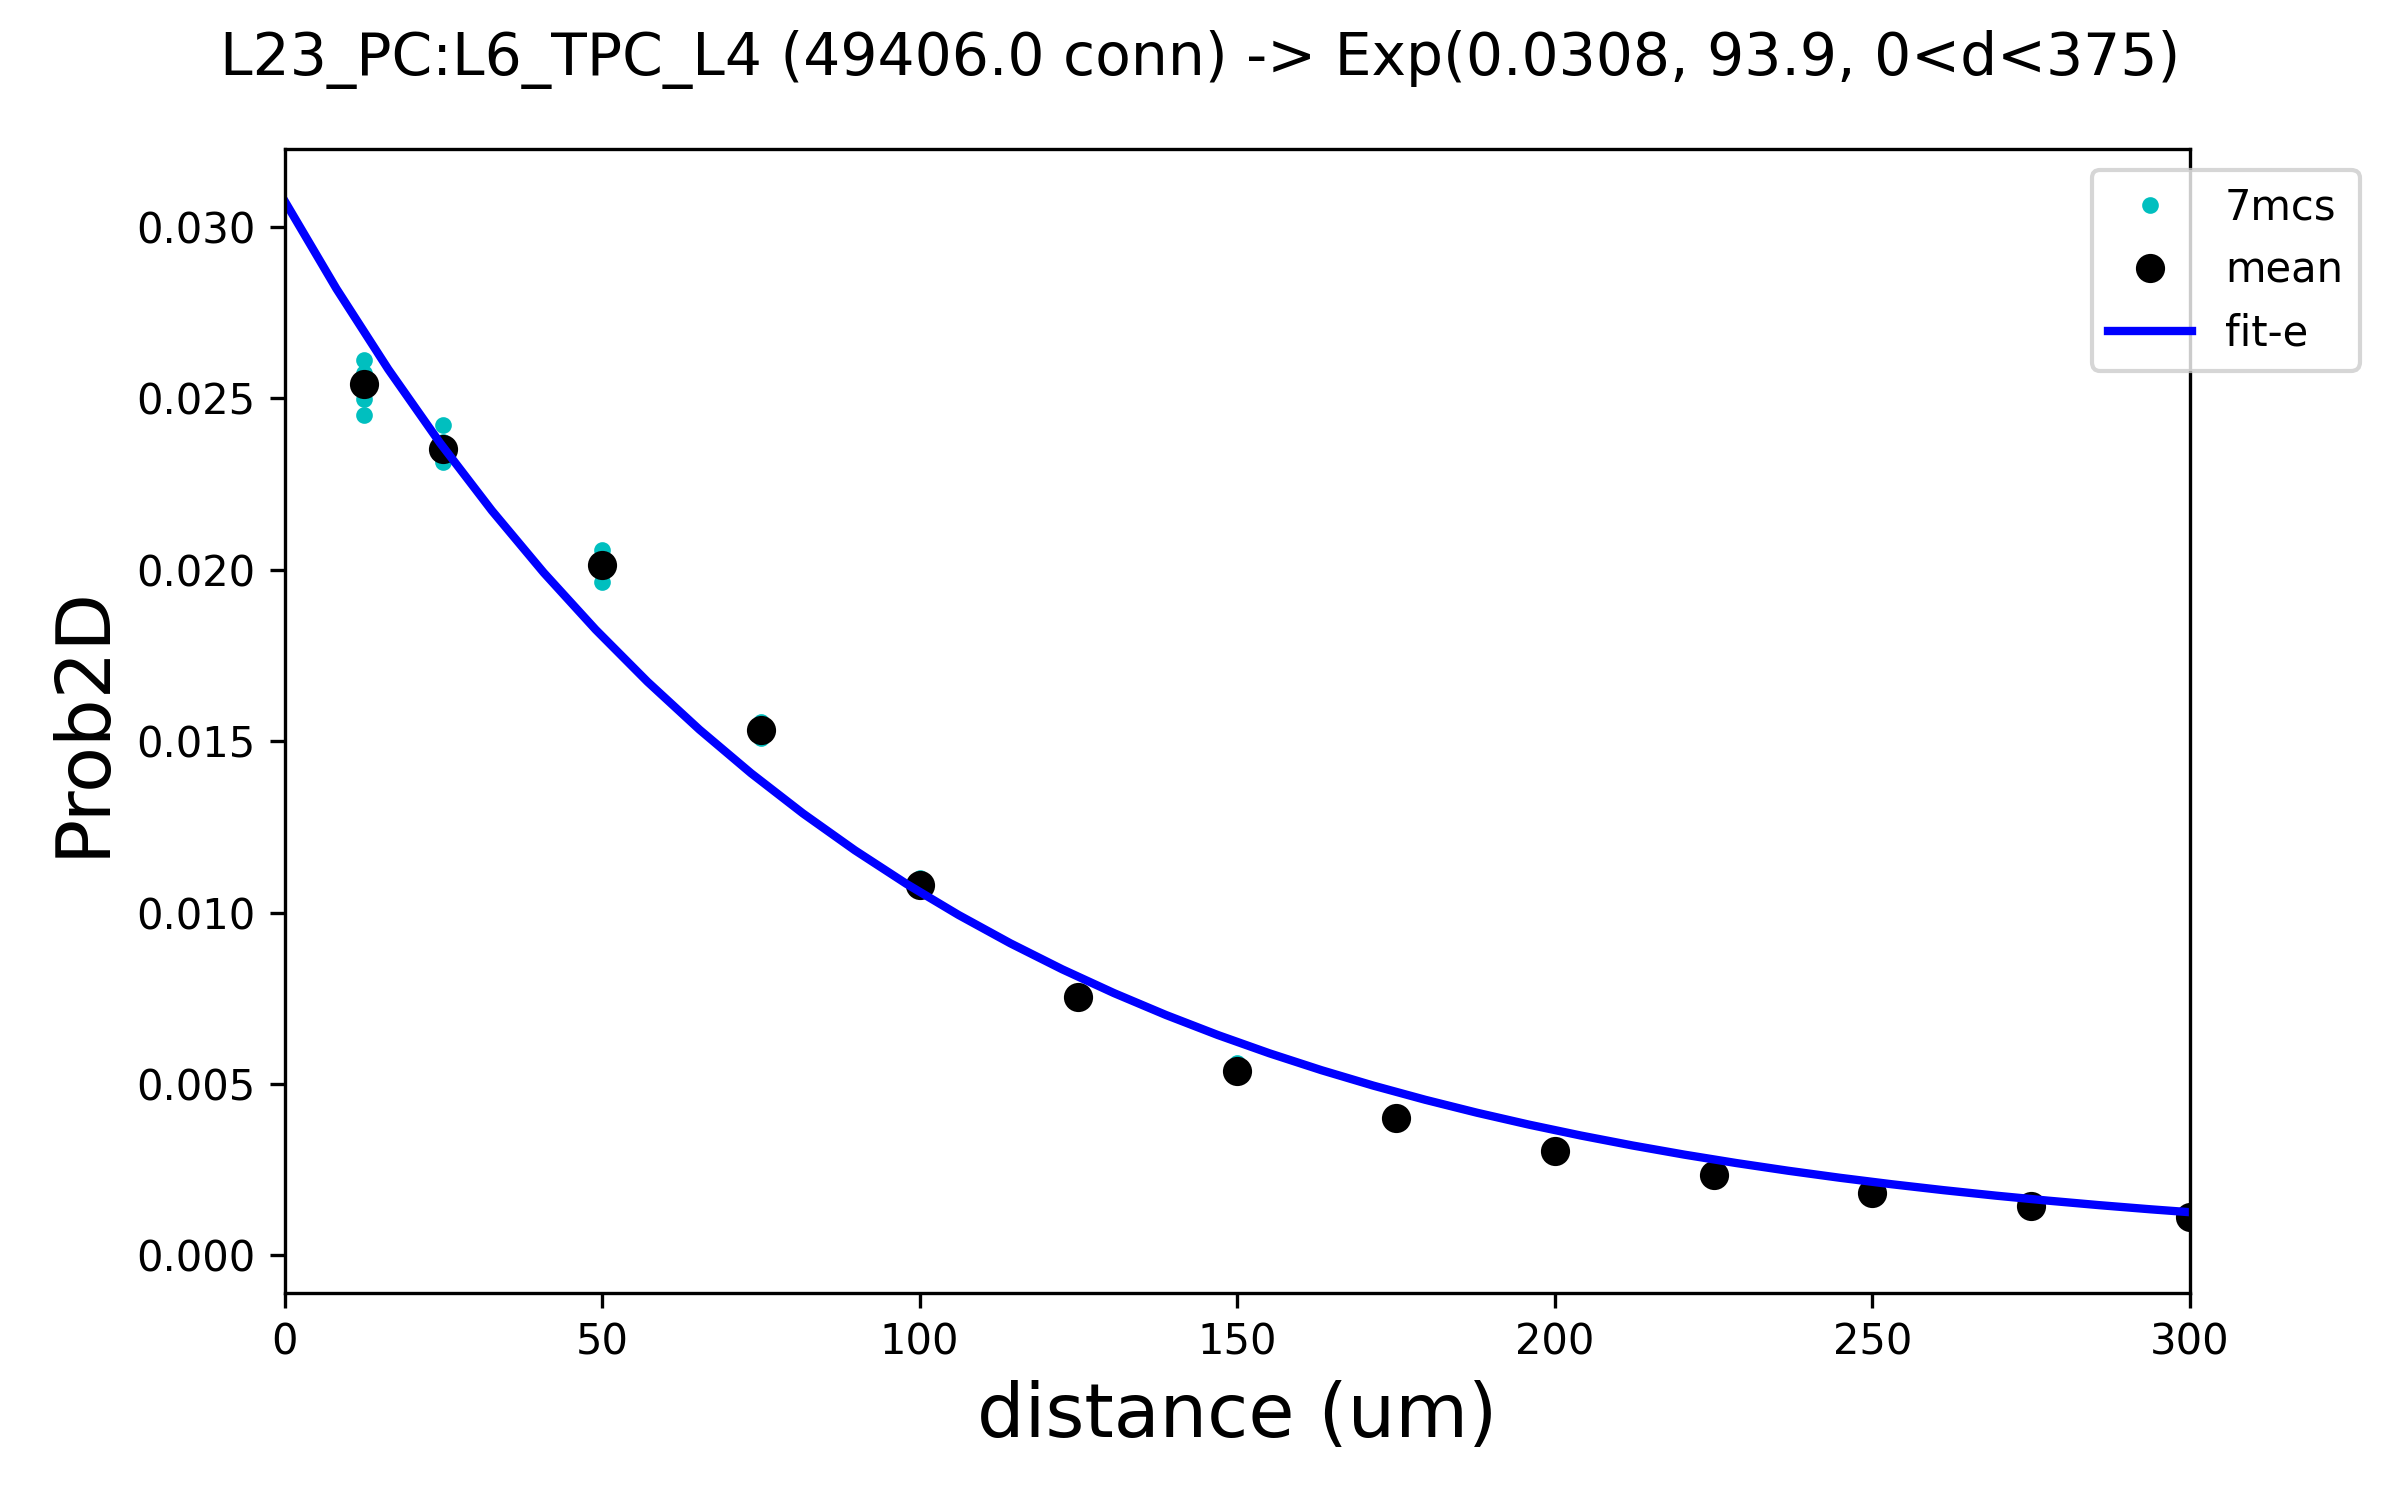 L23_PC:L6_TPC_L4 (49406.0 conn) -> Exp(0.0308, 93.9, 0<d<375)
7mcs
mean
fit-e
Prob2D
0.030
0.025
0.020
0.015
0.010
0.005
0.000
0 50 100 150 200 250 300
distance (um)